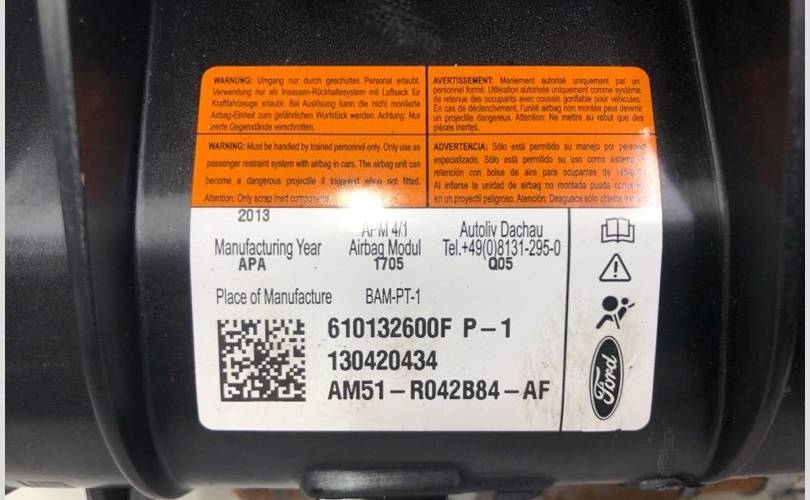 WARNUNG: Umgang nur durch geschultes Personal erlaubt.
Verwendung nur als Insassen-Rückhaltesystem mit Luftsack für
Kraftfahrzeuge erlaubt. Bei Auslösung kann die nicht montierte
Airbag-Einheit zum gefährlichen Wurfstück werden. Achtung: Nur
inerte Gegenstände verschrotten.
AVERTISSEMENT: Maniement autorisé uniquement par un
personnel formé. Utilisation autorisée uniquement comme système
de retenue des occupants avec coussin gonflable pour véhicules.
En cas de déclenchement, l'unité airbag non montée peut devenir
un projectile dangereux. Attention: Ne mettre au rebut que des
pièces inertes.
WARNING: Must be handled by trained personnel only. Only use as
passenger restraint system with airbag in cars. The airbag unit can
become a dangerous projectile if triggered when not fitted.
Attention: Only scrap inert components.
ADVERTENCIA: Sólo está permitido su manejo por personal
especializado. Sólo está permitido su uso como sistema de
retención con bolsa de aire para ocupantes de
Al inflarse la unidad de airbag no montada puede
en un proyectil peligroso. Atención: Desguace sólo
2013
Manufacturing Year
APA
APM 4/1
Airbag Modul
1705
Autoliv Dachau
Tel.+49(0)8131-295-0
Q05
Place of Manufacture
BAM-PT-1
610132600F P-1
130420434
AM51-R042B84-AF
Ford